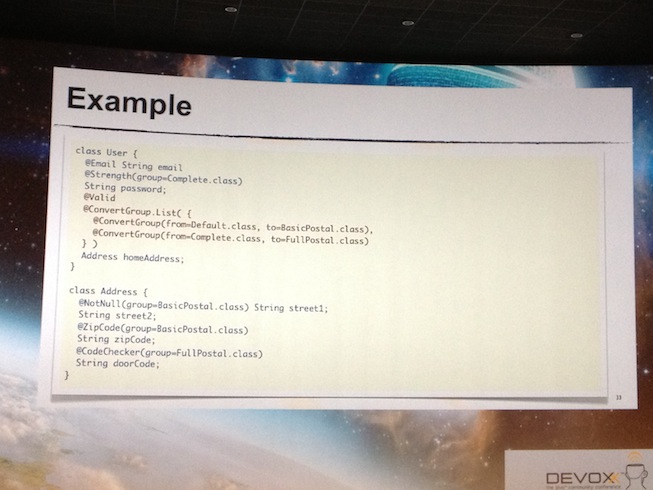 Example
class User {
@Email String email
@Strength(group=Complete.class)
String password;
@Valid
@ConvertGroup.List( {
@ConvertGroup(from=Default.class, to=BasicPostal.class),
@ConvertGroup(from=Complete.class, to=FullPostal.class)
} )
Address homeAddress;
}
class Address {
@NotNull(group=BasicPostal.class) String street1;
String street2;
@ZipCode(group=BasicPostal.class)
String zipCode;
@CodeChecker(group=FullPostal.class)
String doorCode;
}
33
DEVOXX
the java™ community conference